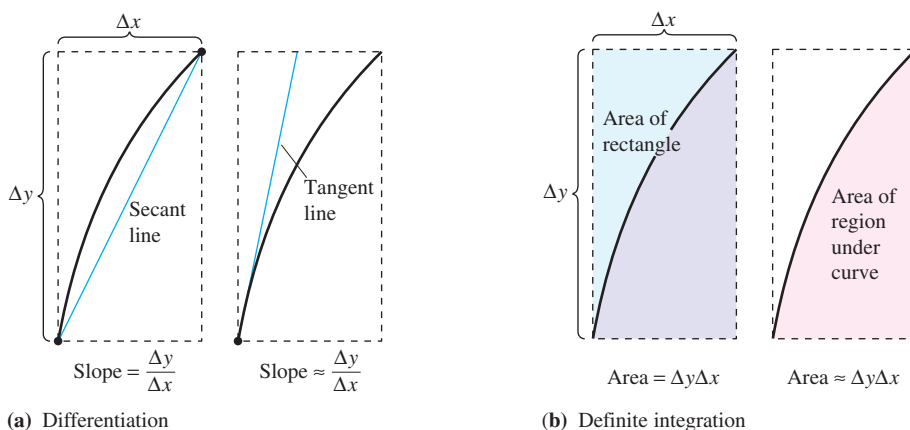 Δx
Δy
Secant
line
Slope = Δy/Δx
Tangent
line
Slope ≈ Δy/Δx
(a) Differentiation
Δx
Δy
Area of
rectangle
Area = ΔyΔx
Area of
region
under
curve
Area ≈ ΔyΔx
(b) Definite integration